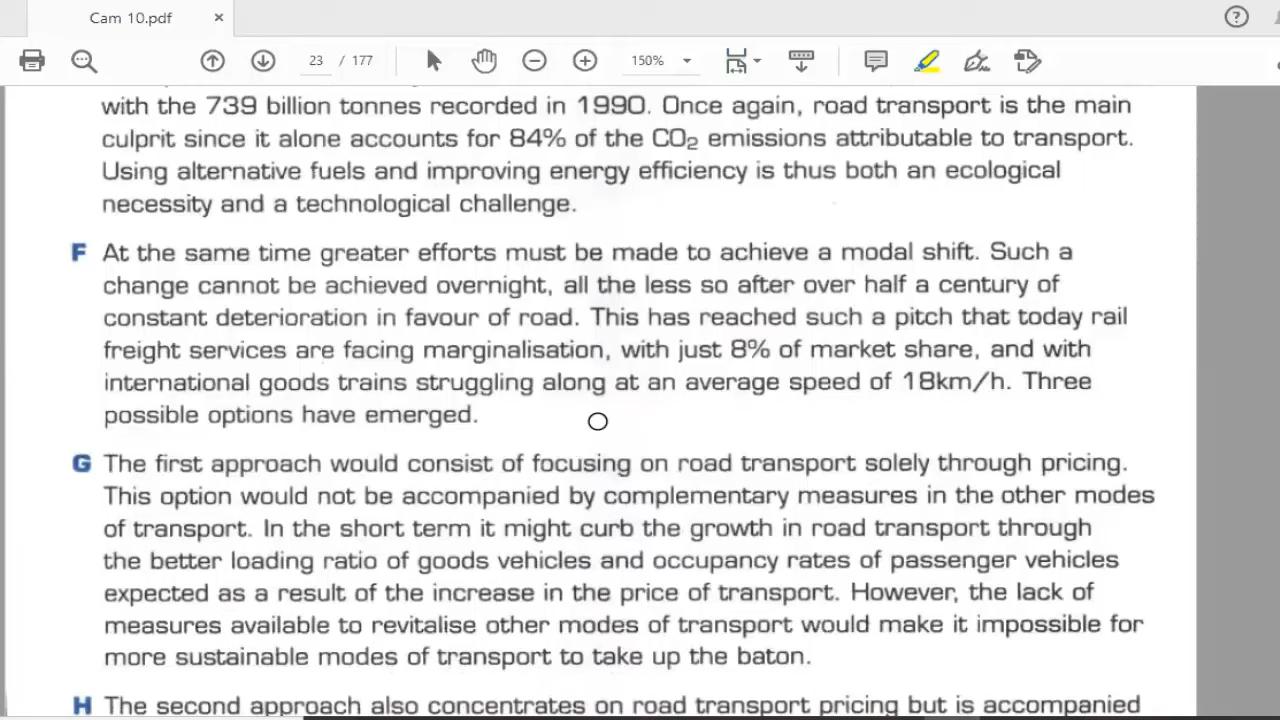 Cam 10.pdf
23 / 177
150%
with the 739 billion tonnes recorded in 1990. Once again, road transport is the main
culprit since it alone accounts for 84% of the CO₂ emissions attributable to transport.
Using alternative fuels and improving energy efficiency is thus both an ecological
necessity and a technological challenge.
F At the same time greater efforts must be made to achieve a modal shift. Such a
change cannot be achieved overnight, all the less so after over half a century of
constant deterioration in favour of road. This has reached such a pitch that today rail
freight services are facing marginalisation, with just 8% of market share, and with
international goods trains struggling along at an average speed of 18km/h. Three
possible options have emerged.
G The first approach would consist of focusing on road transport solely through pricing.
This option would not be accompanied by complementary measures in the other modes
of transport. In the short term it might curb the growth in road transport through
the better loading ratio of goods vehicles and occupancy rates of passenger vehicles
expected as a result of the increase in the price of transport. However, the lack of
measures available to revitalise other modes of transport would make it impossible for
more sustainable modes of transport to take up the baton.
H The second approach also concentrates on road transport pricing but is accompanied